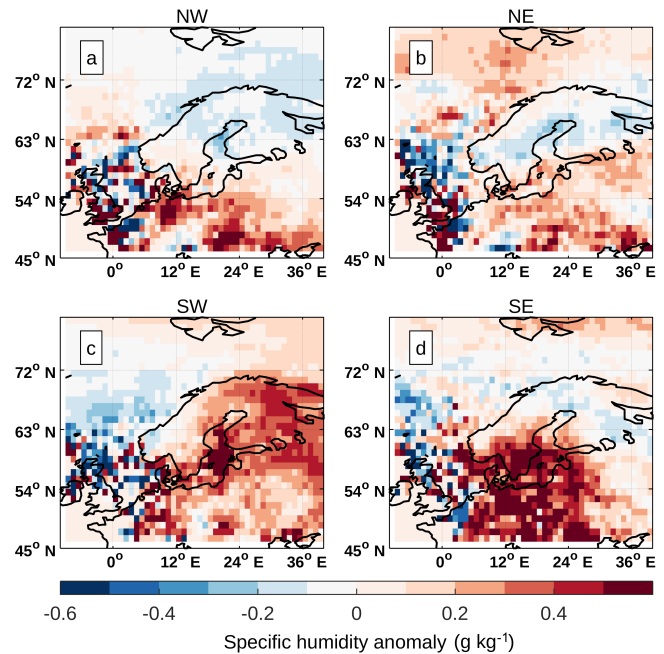 NW
NE
a
b
72° N
63° N
54° N
45° N
0° 12° E 24° E 36° E
72° N
63° N
54° N
45° N
0° 12° E 24° E 36° E
SW
SE
c
d
72° N
63° N
54° N
45° N
0° 12° E 24° E 36° E
72° N
63° N
54° N
45° N
0° 12° E 24° E 36° E
-0.6 -0.4 -0.2 0 0.2 0.4
Specific humidity anomaly (g kg⁻¹)